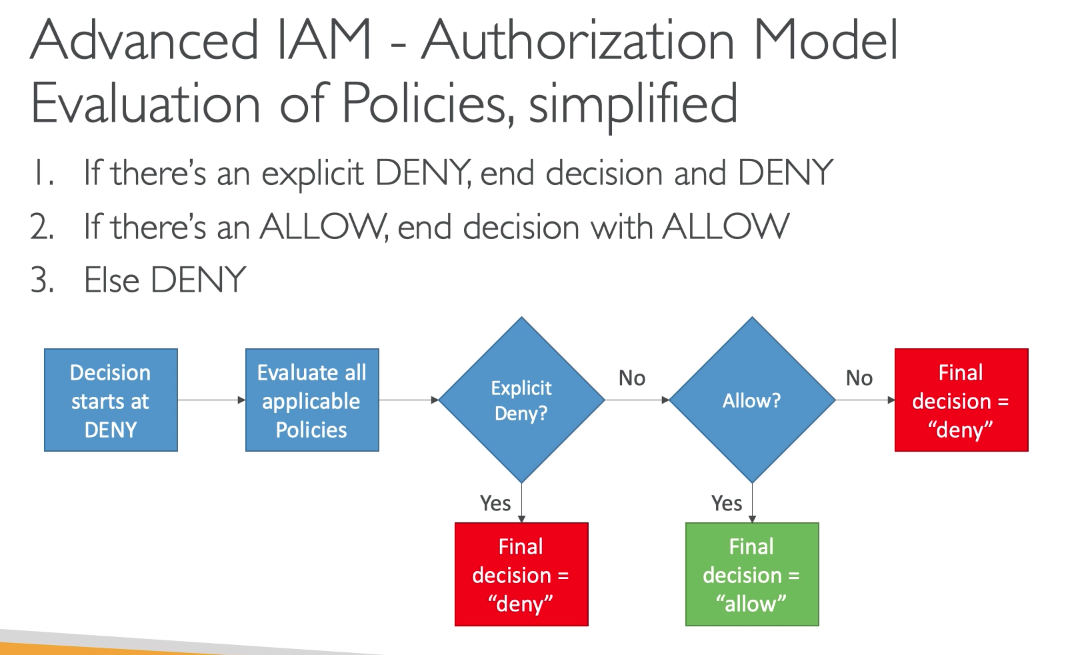 Advanced IAM - Authorization Model
Evaluation of Policies, simplified
1. If there's an explicit DENY, end decision and DENY
2. If there's an ALLOW, end decision with ALLOW
3. Else DENY
Decision
starts at
DENY
Evaluate all
applicable
Policies
Explicit
Deny?
No
Allow?
No
Final
decision =
“deny”
Yes
Final
decision =
“deny”
Yes
Final
decision =
“allow”